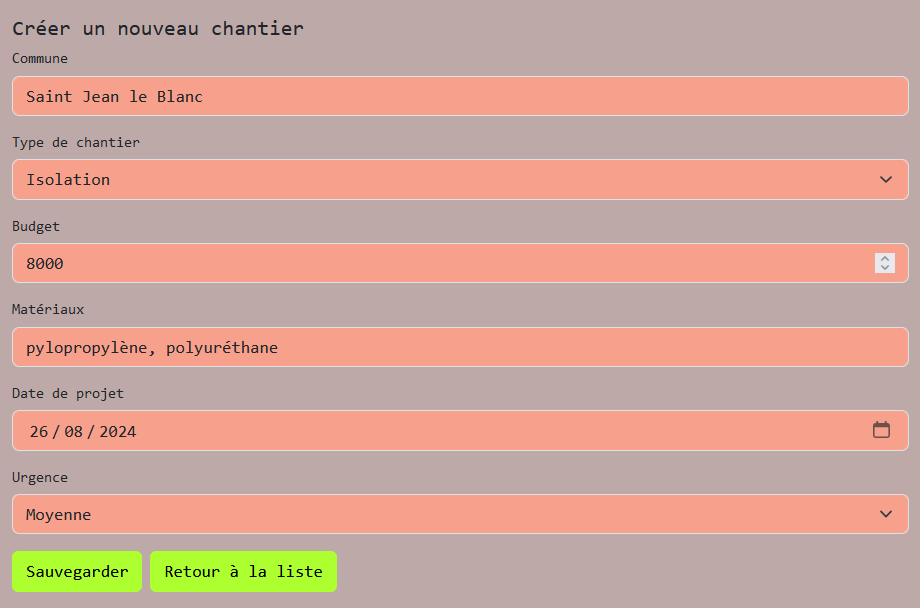 Créer un nouveau chantier
Commune
Saint Jean le Blanc
Type de chantier
Isolation
Budget
8000
Matériaux
pylopropylène, polyuréthane
Date de projet
26/08/2024
Urgence
Moyenne
Sauvegarder Retour à la liste